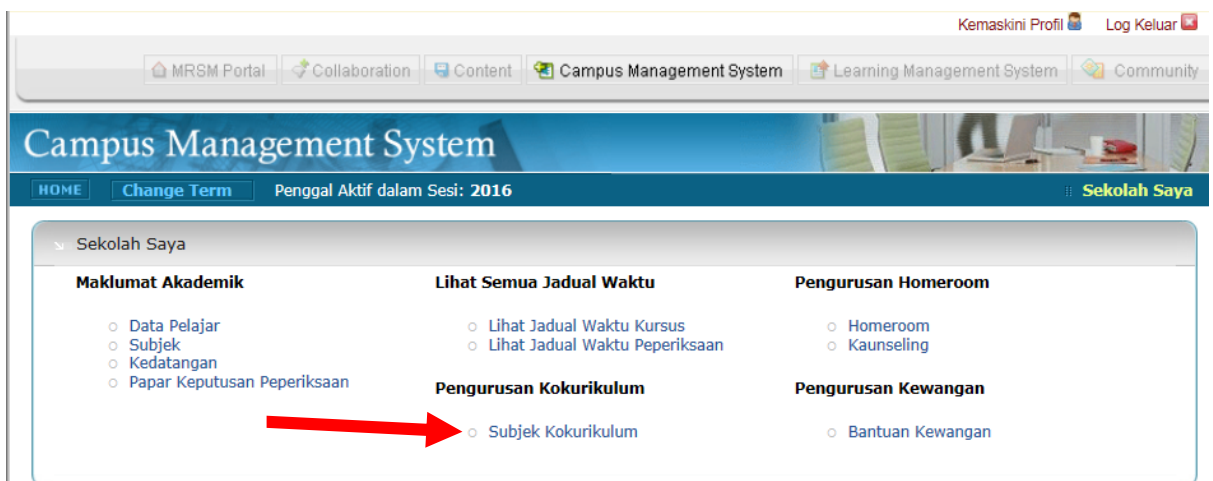 Kemaskini Profil Log Keluar
MRSM Portal Collaboration Content Campus Management System Learning Management System Community
Campus Management System
HOME Change Term Penggal Aktif dalam Sesi: 2016 Sekolah Saya
Sekolah Saya
Maklumat Akademik
Data Pelajar
Subjek
Kedatangan
Papar Keputusan Peperiksaan
Lihat Semua Jadual Waktu
Lihat Jadual Waktu Kursus
Lihat Jadual Waktu Peperiksaan
Pengurusan Kokurikulum
Subjek Kokurikulum
Pengurusan Homeroom
Homeroom
Kaunseling
Pengurusan Kewangan
Bantuan Kewangan